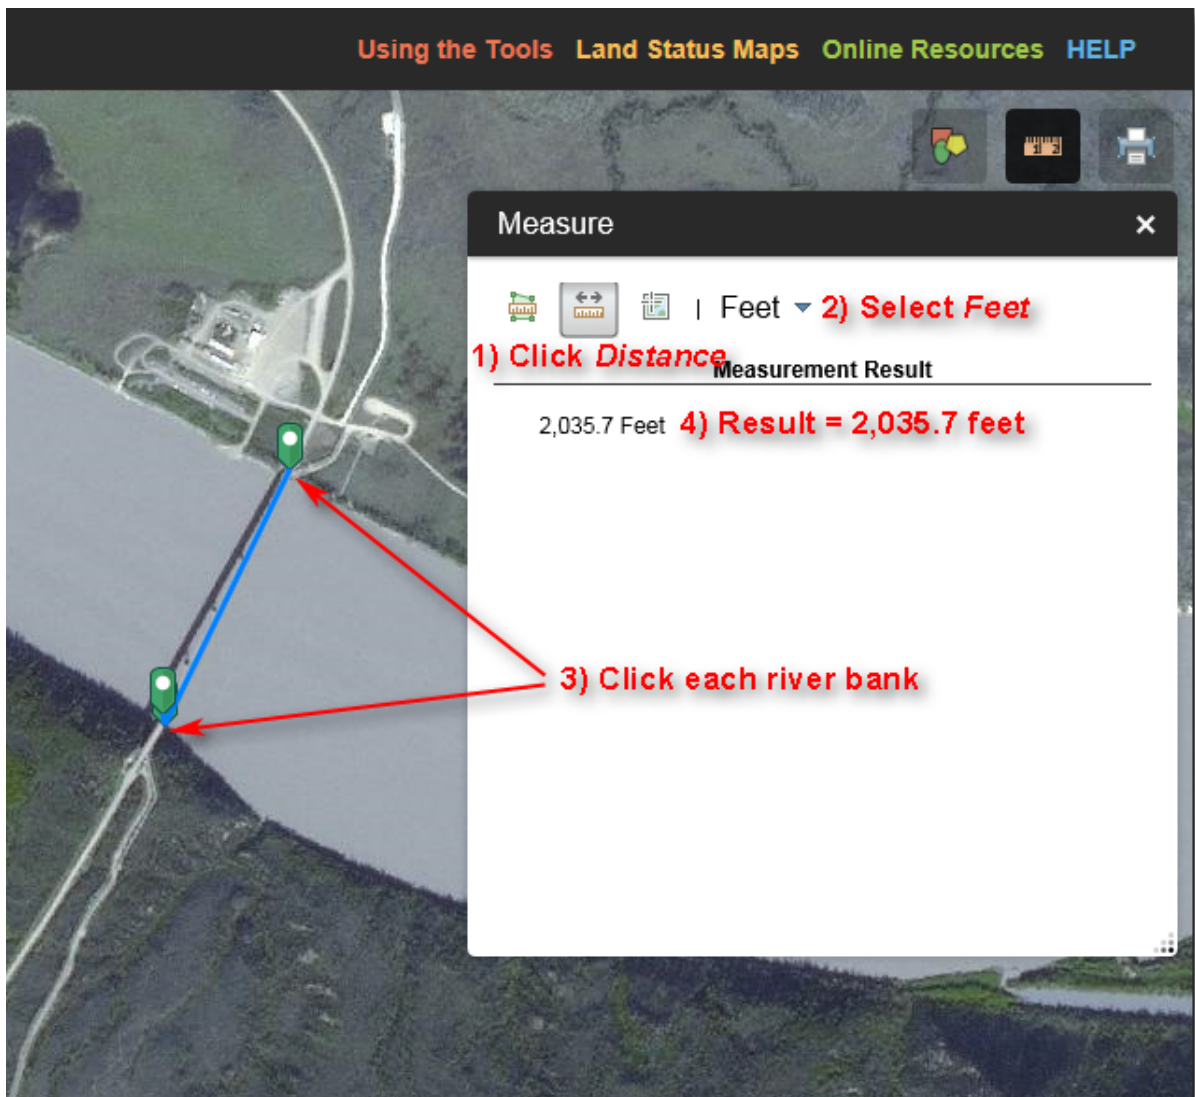 Using the Tools Land Status Maps Online Resources HELP
Measure
| Feet 2) Select Feet
1) Click Distance
Measurement Result
2,035.7 Feet 4) Result = 2,035.7 feet
3) Click each river bank